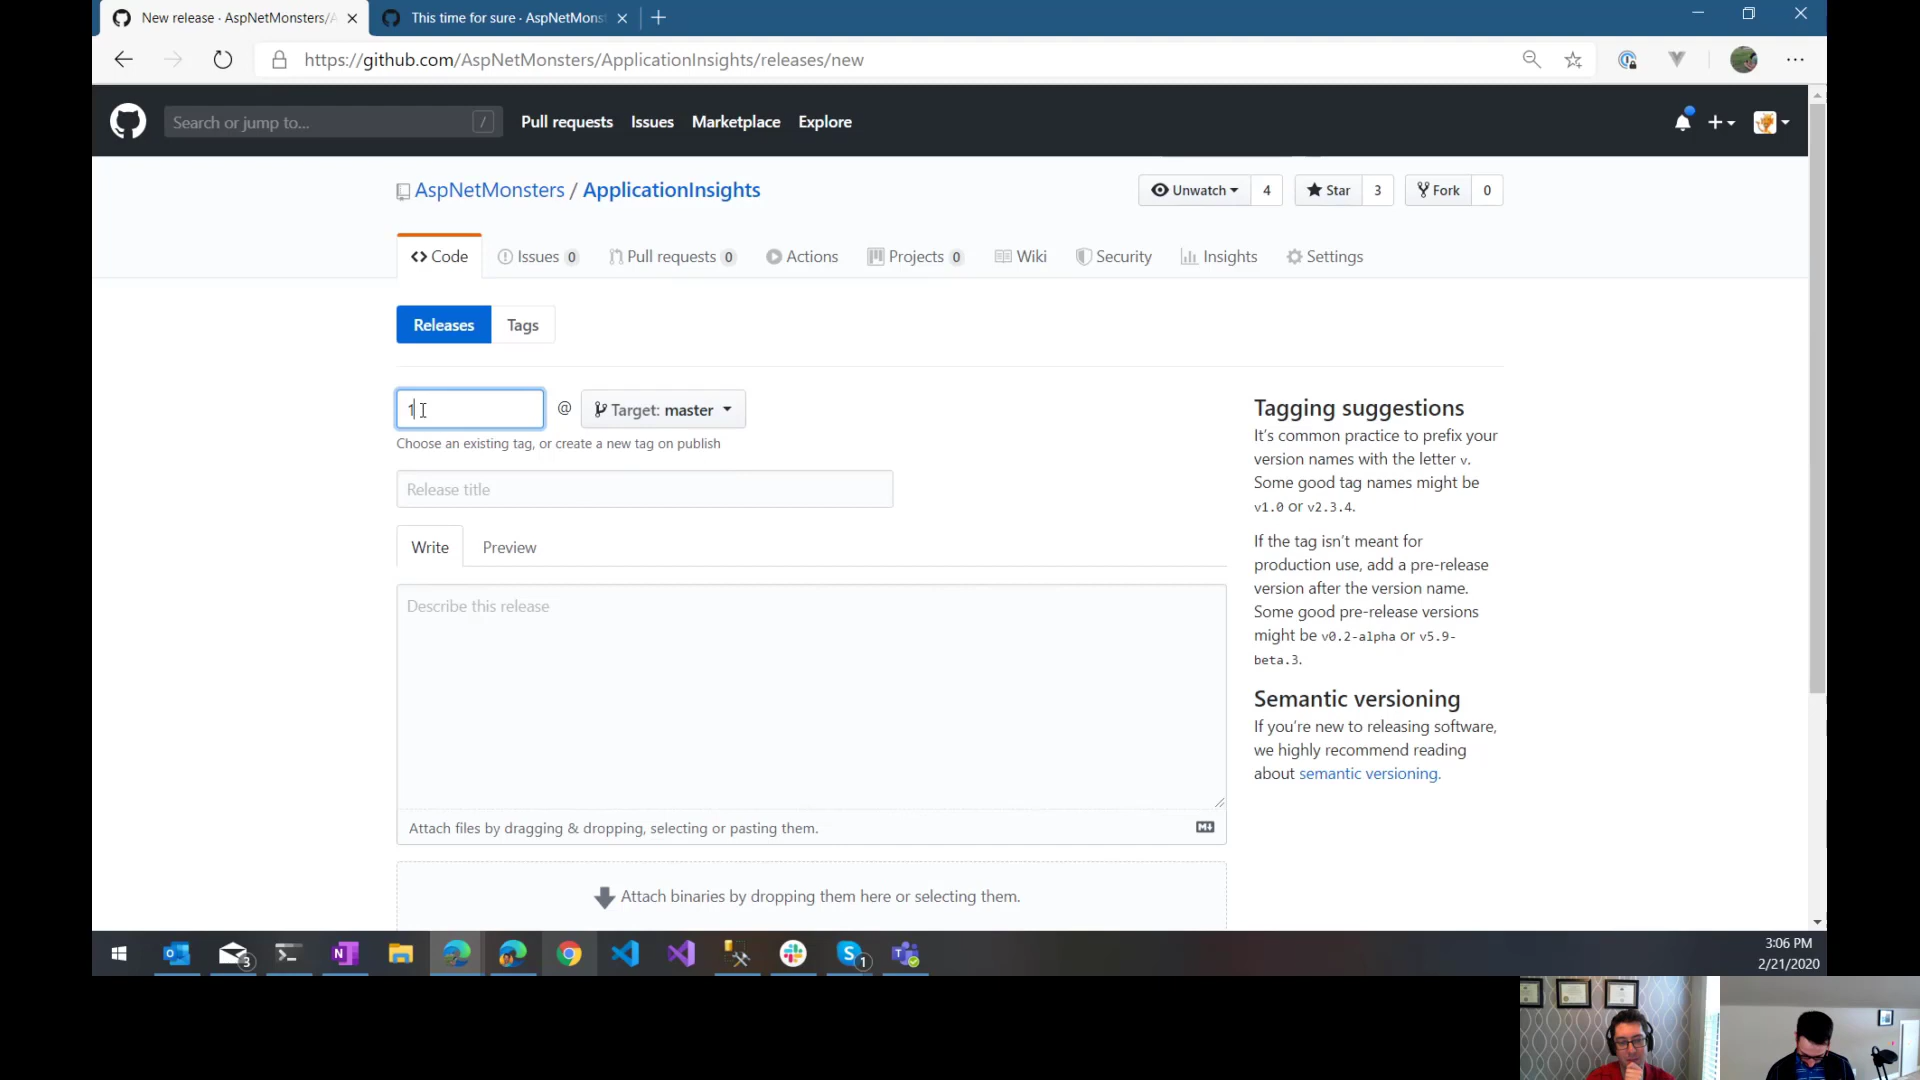 New release · AspNetMonsters/A
This time for sure · AspNetMons
https://github.com/AspNetMonsters/ApplicationInsights/releases/new
Search or jump to...
/
Pull requests
Issues
Marketplace
Explore
AspNetMonsters / ApplicationInsights
Unwatch
4
Star
3
Fork
0
Code
Issues 0
Pull requests 0
Actions
Projects 0
Wiki
Security
Insights
Settings
Releases
Tags
1
@
Target: master
Choose an existing tag, or create a new tag on publish
Release title
Write
Preview
Describe this release
Attach files by dragging & dropping, selecting or pasting them.
Attach binaries by dropping them here or selecting them.
Tagging suggestions
It's common practice to prefix your
version names with the letter v.
Some good tag names might be
v1.0 or v2.3.4.
If the tag isn't meant for
production use, add a pre-release
version after the version name.
Some good pre-release versions
might be v0.2-alpha or v5.9-
beta.3.
Semantic versioning
If you're new to releasing software,
we highly recommend reading
about semantic versioning.
3
1
3:06 PM
2/21/2020